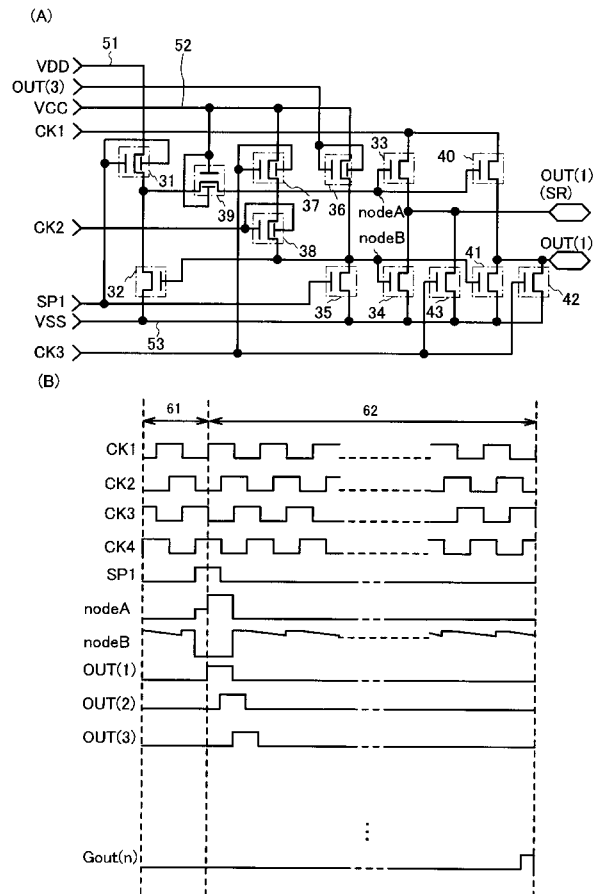 (A)
51
52
VDD
OUT(3)
VCC
CK1
33
40
31
39
37
36
OUT(1)
(SR)
nodeA
CK2
38
nodeB
OUT(1)
32
41
SP1
35
34
43
42
VSS
53
CK3
(B)
61
62
CK1
CK2
CK3
CK4
SP1
nodeA
nodeB
OUT(1)
OUT(2)
OUT(3)
Gout(n)